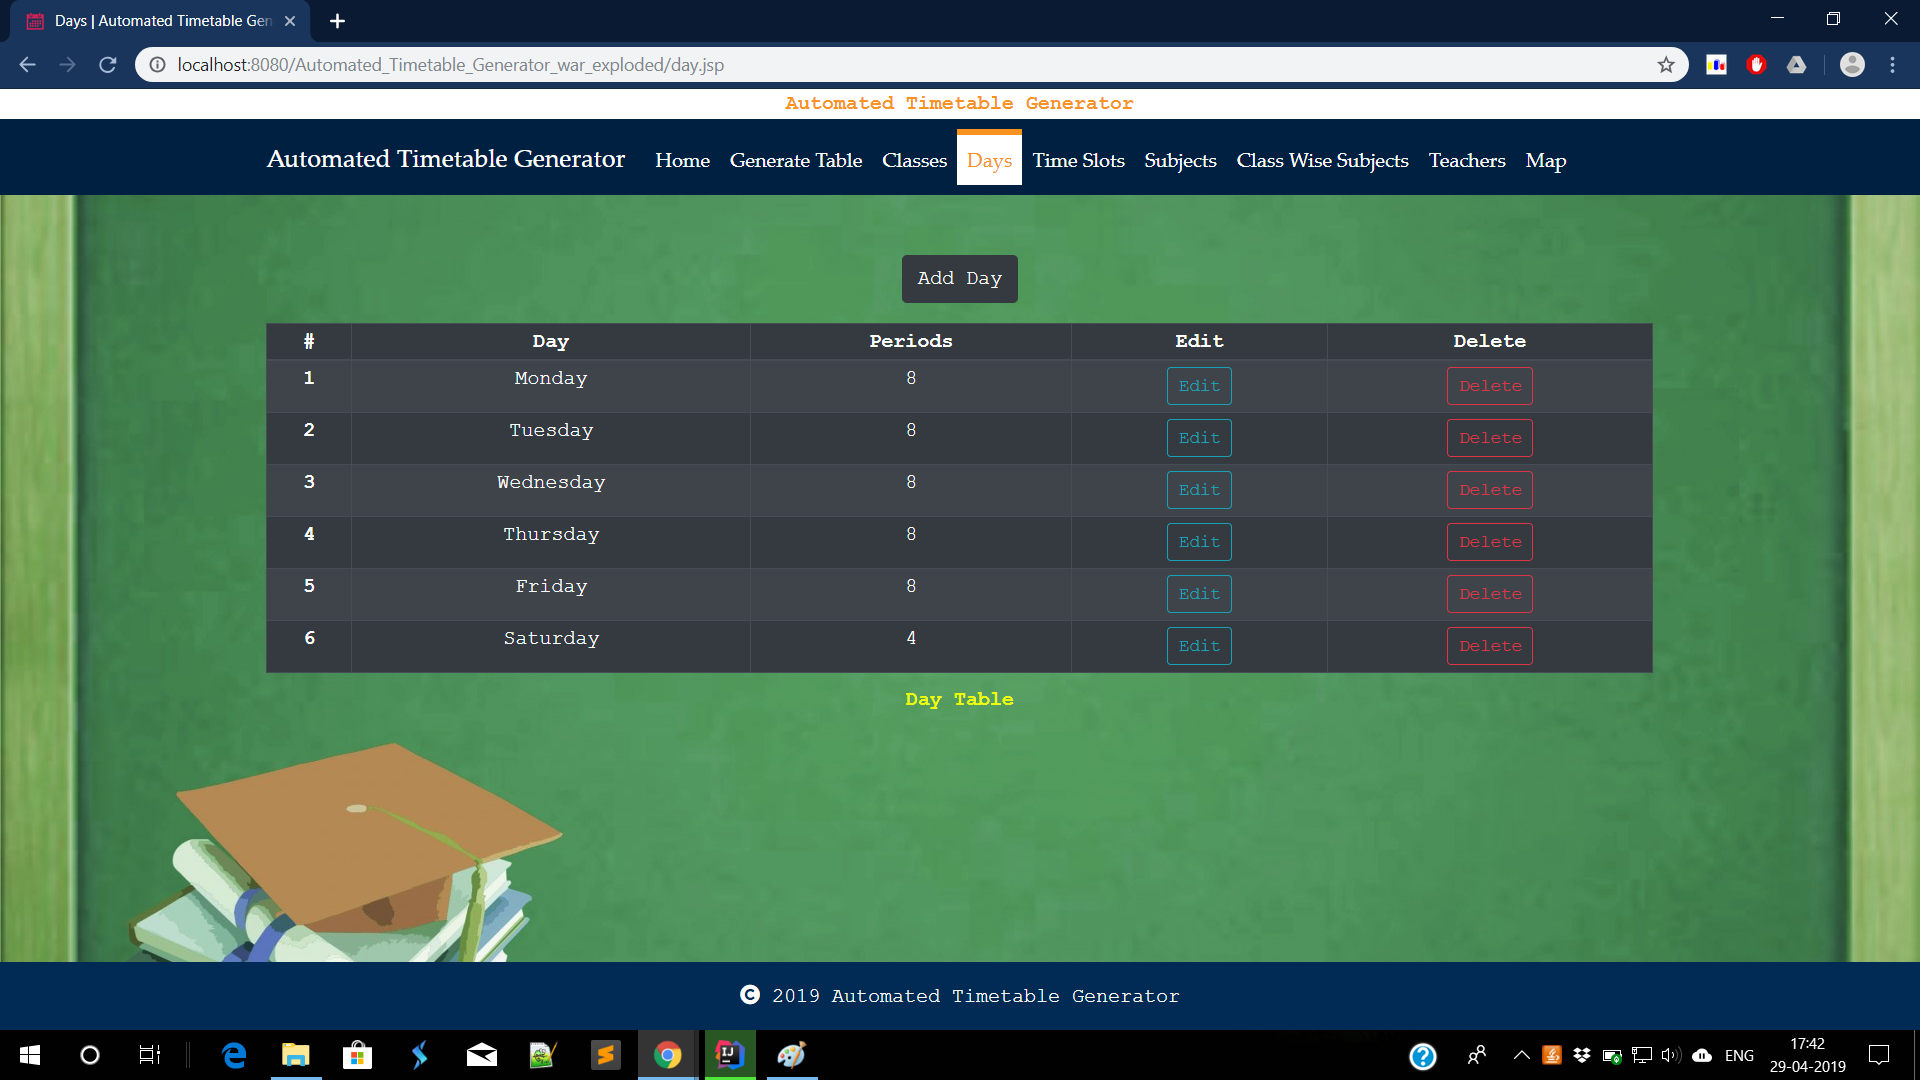 Days | Automated Timetable Gen
localhost:8080/Automated_Timetable_Generator_war_exploded/day.jsp
Automated Timetable Generator
Automated Timetable Generator Home Generate Table Classes Days Time Slots Subjects Class Wise Subjects Teachers Map
Add Day
# Day Periods Edit Delete
1 Monday 8 Edit Delete
2 Tuesday 8 Edit Delete
3 Wednesday 8 Edit Delete
4 Thursday 8 Edit Delete
5 Friday 8 Edit Delete
6 Saturday 4 Edit Delete
Day Table
© 2019 Automated Timetable Generator
ENG
17:42
29-04-2019